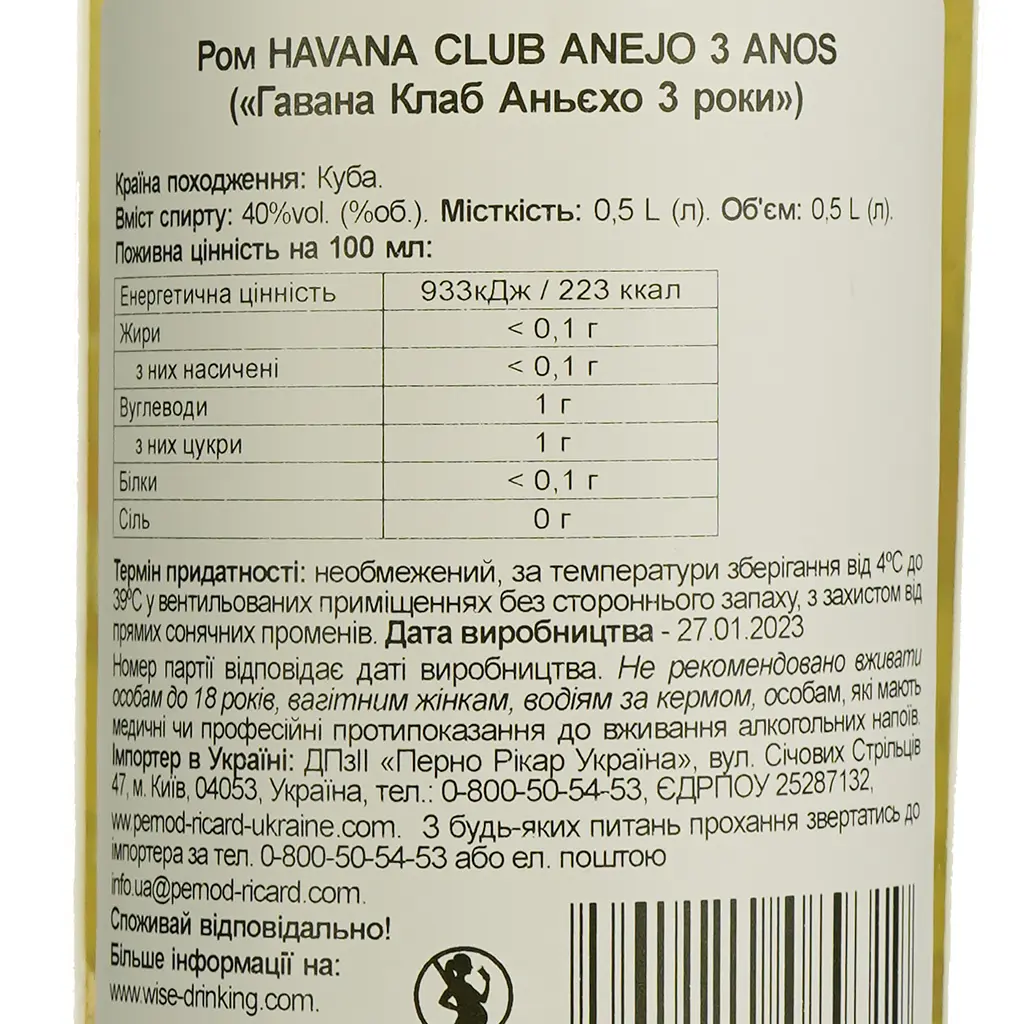 Ром HAVANA CLUB ANEJO 3 ANOS
(«Гавана Клаб Аньєхо 3 роки»)
Країна походження: Куба.
Вміст спирту: 40%vol. (%об.). Місткість: 0,5 L (л). Об'єм: 0,5 L (л).
Поживна цінність на 100 мл:
Енергетична цінність 933кДж / 223 ккал
Жири < 0,1 г
з них насичені < 0,1 г
Вуглеводи 1 г
з них цукри 1 г
Білки < 0,1 г
Сіль 0 г
Термін придатності: необмежений, за температури зберігання від 4ºС до
39ºС у вентильованих приміщеннях без стороннього запаху, з захистом від
прямих сонячних променів. Дата виробництва - 27.01.2023
Номер партії відповідає даті виробництва. Не рекомендовано вживати
особам до 18 років, вагітним жінкам, водіям за кермом, особам, які мають
медичні чи професійні протипоказання до вживання алкогольних напоїв.
Імпортер в Україні: ДПзІІ «Перно Рікар Україна», вул. Січових Стрільців
47, м. Київ, 04053, Україна, тел.: 0-800-50-54-53, ЄДРПОУ 25287132,
www.pernod-ricard-ukraine.com. З будь-яких питань прохання звертатись до
імпортера за тел. 0-800-50-54-53 або ел. поштою
info.ua@pernod-ricard.com.
Споживай відповідально!
Більше інформації на:
www.wise-drinking.com.